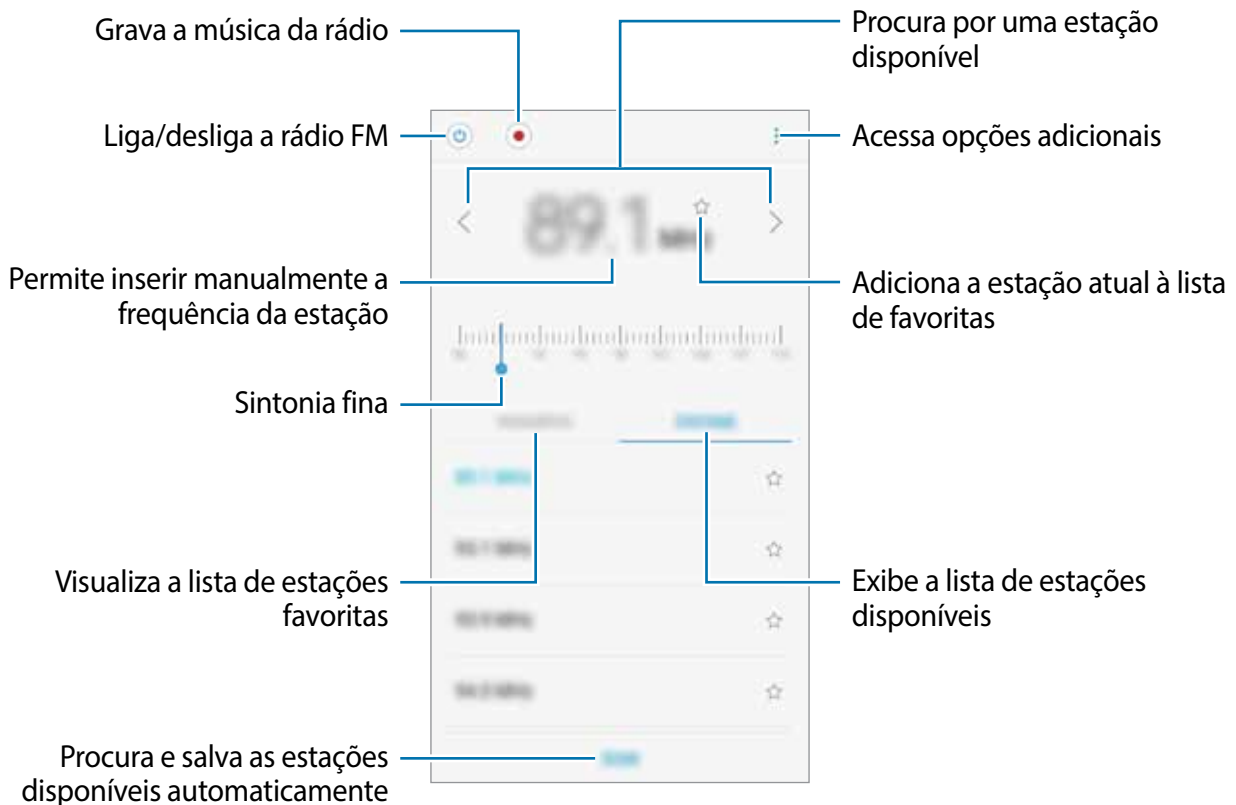 Grava a música da rádio
Procura por uma estação
disponível
Liga/desliga a rádio FM
Acessa opções adicionais
89.1
Permite inserir manualmente a
frequência da estação
Adiciona a estação atual à lista
de favoritas
Sintonia fina
Visualiza a lista de estações
favoritas
Exibe a lista de estações
disponíveis
Procura e salva as estações
disponíveis automaticamente